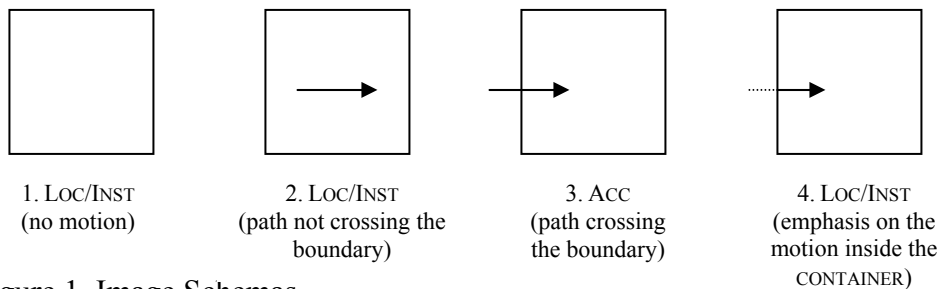 1. LOC/INST
(no motion)
2. LOC/INST
(path not crossing the
boundary)
3. ACC
(path crossing
the boundary)
4. LOC/INST
(emphasis on the
motion inside the
CONTAINER)
gure 1. Image Schemas